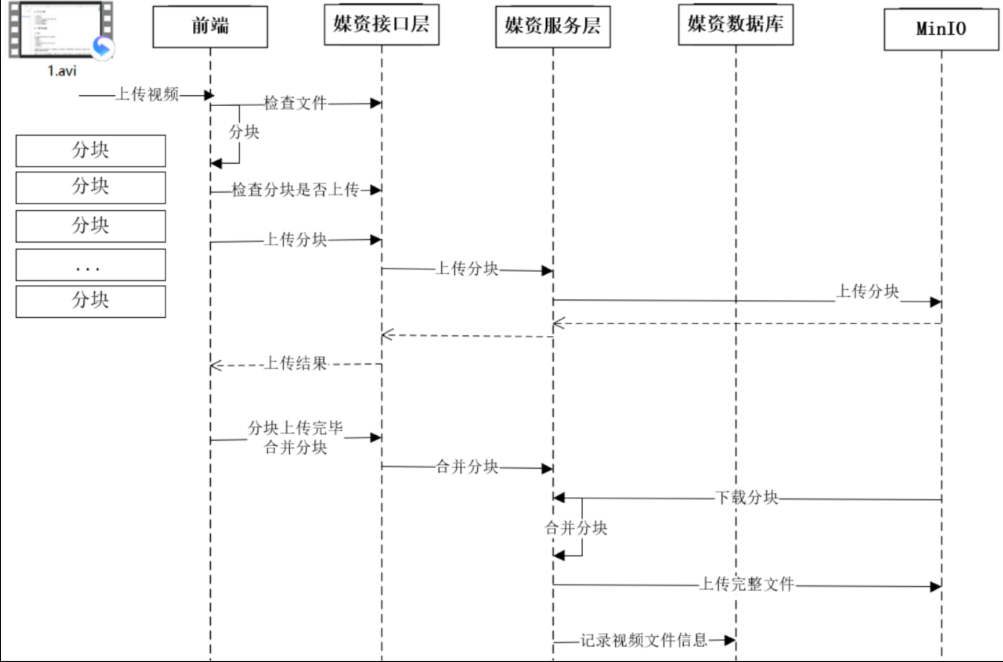 前端
媒资接口层
媒资服务层
媒资数据库
MinIO
1.avi
上传视频
检查文件
分块
分块
分块
检查分块是否上传
分块
上传分块
上传分块
...
上传分块
分块
上传结果
分块上传完毕
合并分块
合并分块
下载分块
合并分块
上传完整文件
记录视频文件信息